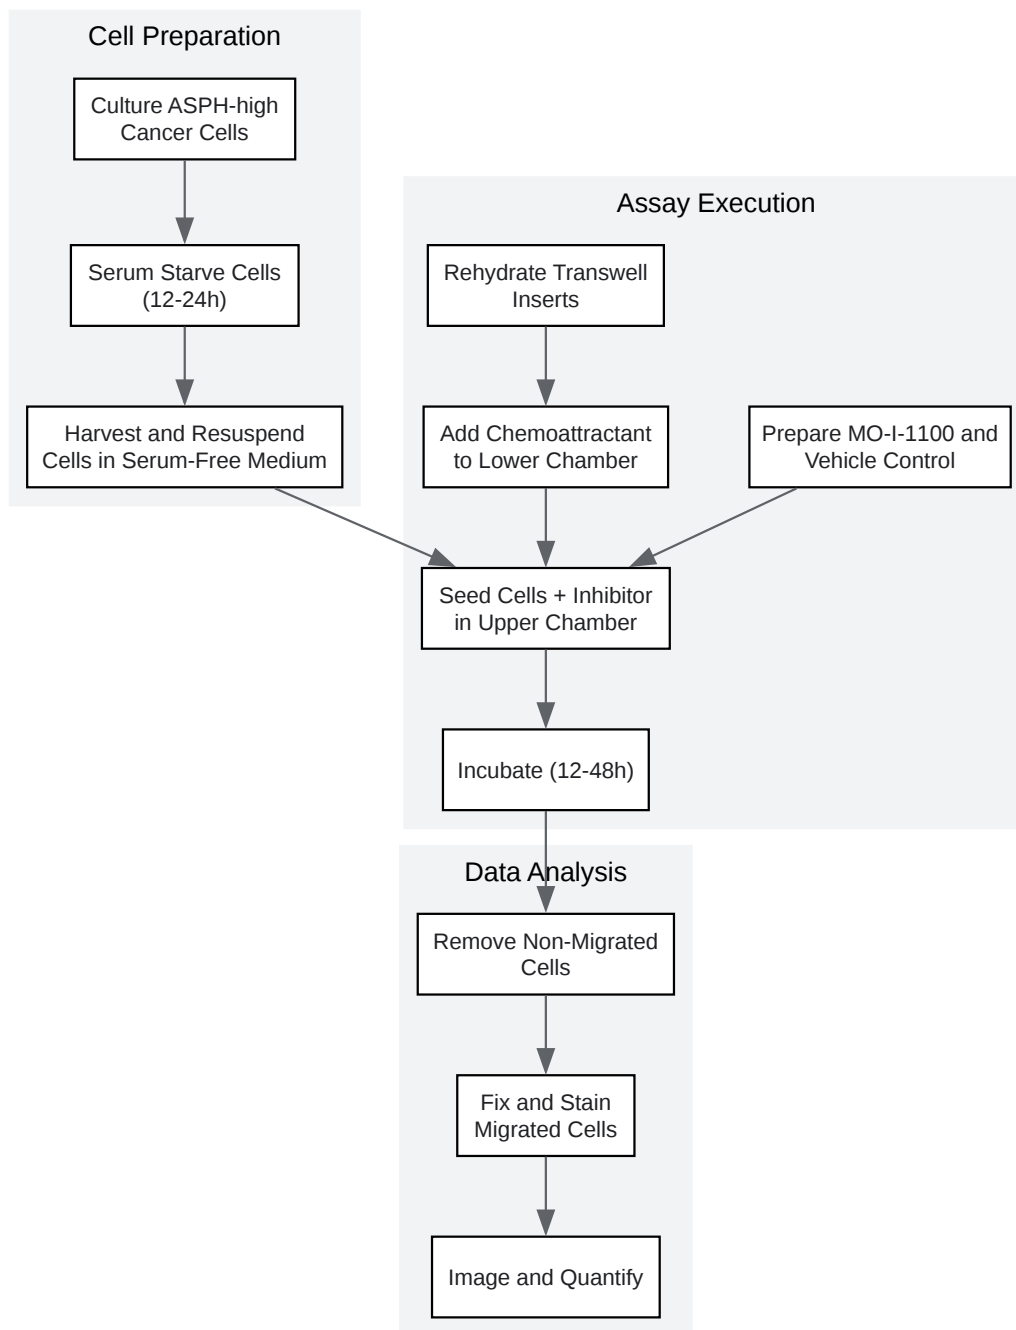 Cell Preparation
Culture ASPH-high
Cancer Cells
Serum Starve Cells
(12-24h)
Harvest and Resuspend
Cells in Serum-Free Medium
Assay Execution
Rehydrate Transwell
Inserts
Add Chemoattractant
to Lower Chamber
Prepare MO-I-1100 and
Vehicle Control
Seed Cells + Inhibitor
in Upper Chamber
Incubate (12-48h)
Data Analysis
Remove Non-Migrated
Cells
Fix and Stain
Migrated Cells
Image and Quantify